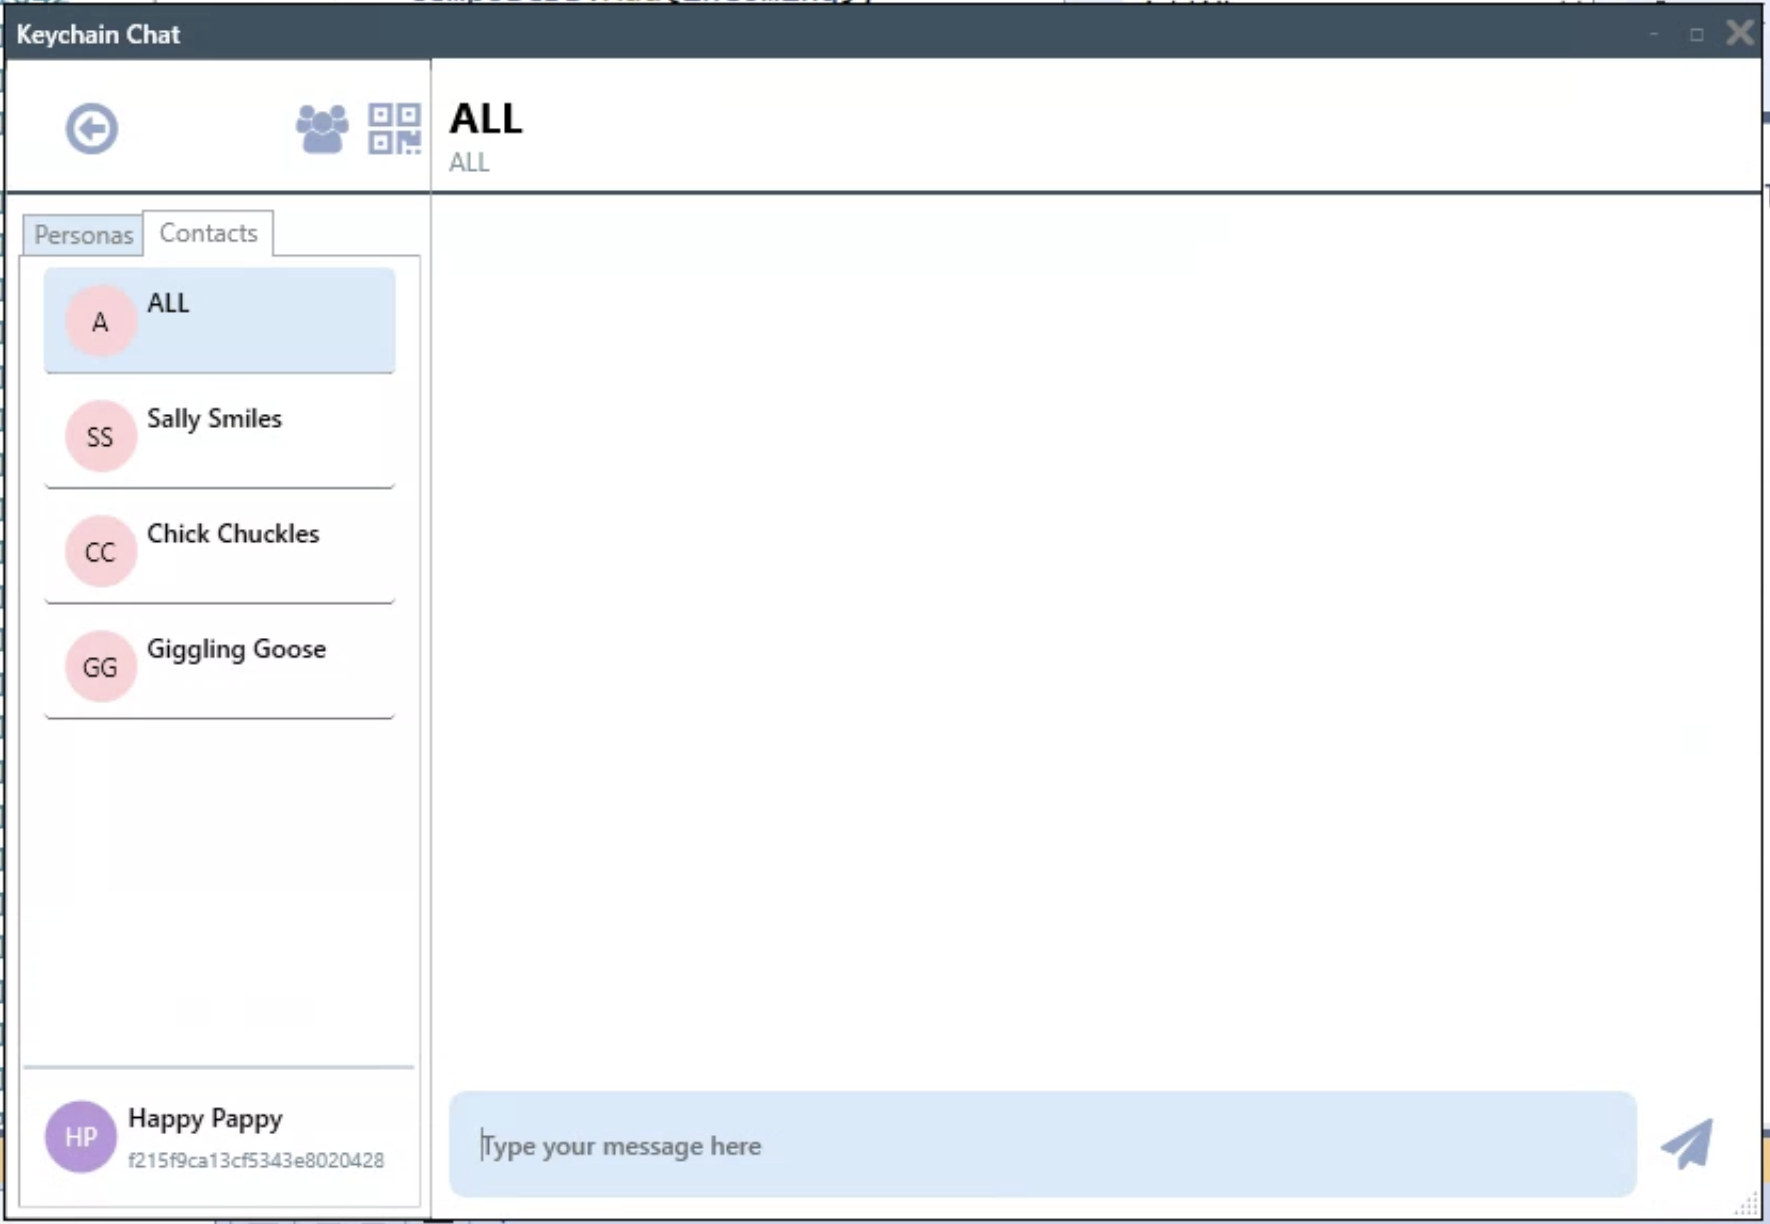 Keychain Chat
ALL
ALL
Personas
Contacts
A
ALL
SS
Sally Smiles
CC
Chick Chuckles
GG
Giggling Goose
HP
Happy Pappy
f215f9ca13cf5343e8020428
Type your message here